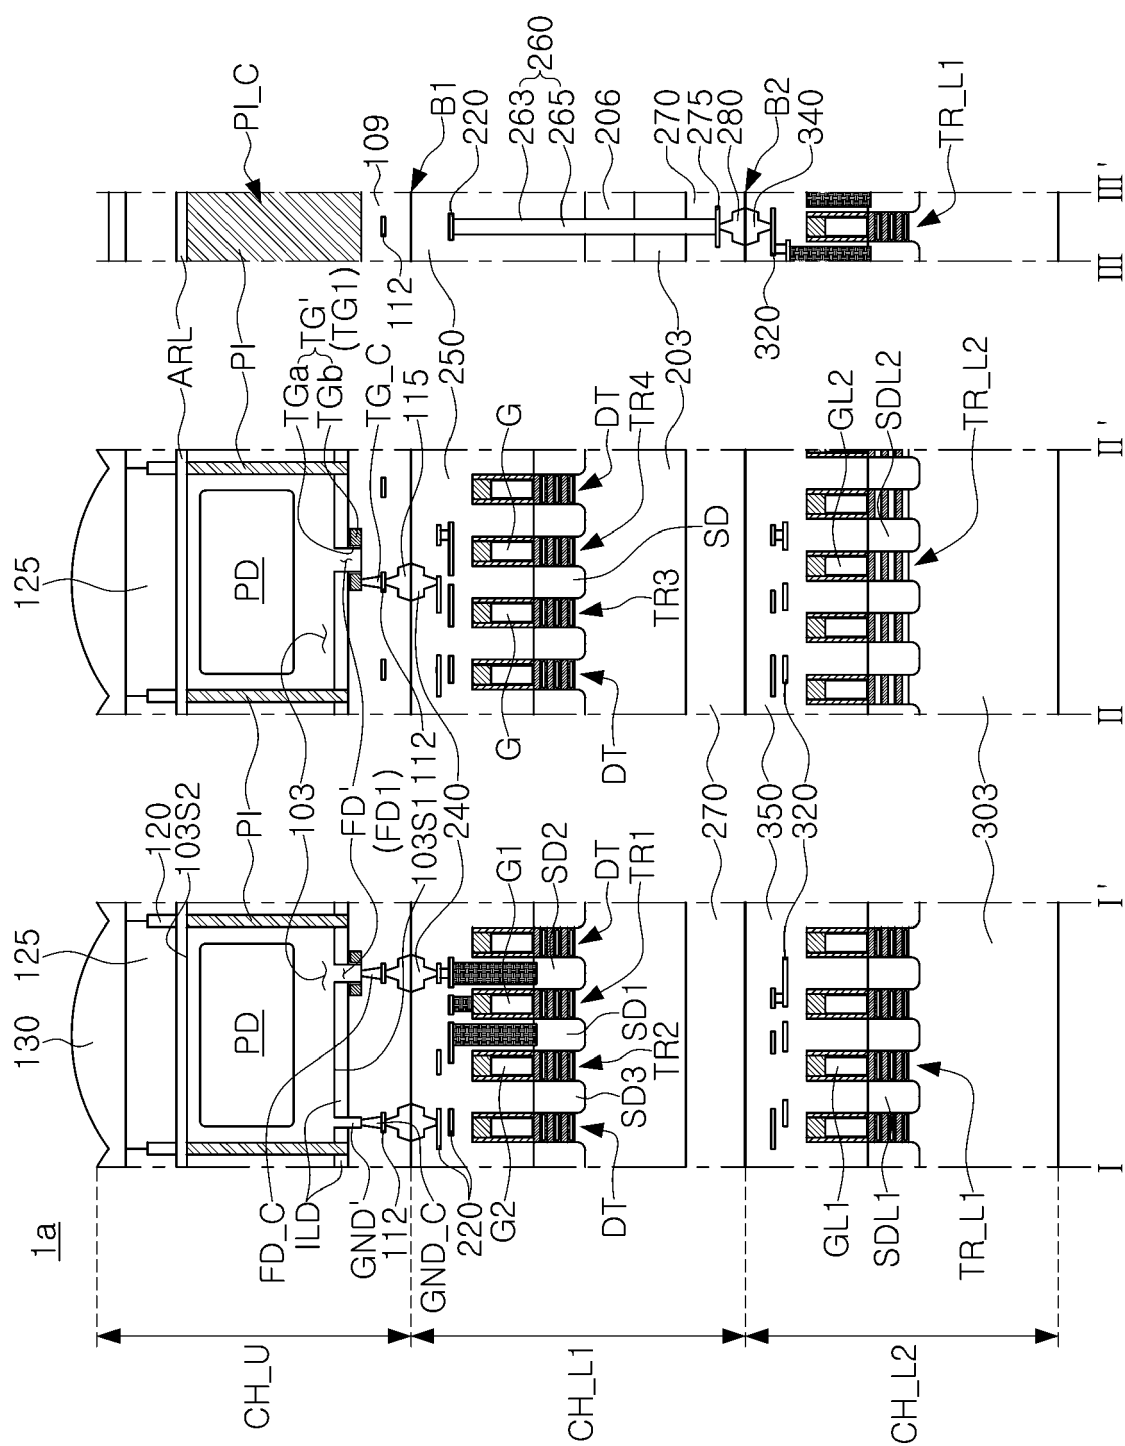 1a
CH_U
CH_L1
CH_L2
130
125
120
103S2
PI
103
FD'
(FD1)
103S1
112
240
PD
FD_C
ILD
GND'
112
GND_C
220
G2
DT
G1
SD2
DT
TR1
SD1
TR2
SD3
270
350
320
303
GL1
SDL1
TR_L1
I
I'
125
PD
ARL
PI
TGa
TGb
TG'
(TG1)
TG_C
115
250
112
G
DT
TR4
203
SD
TR3
G
DT
GL2
SDL2
TR_L2
320
II
II'
PI_C
109
B1
220
263
265
260
206
270
275
280
B2
340
TR_L1
III
III'